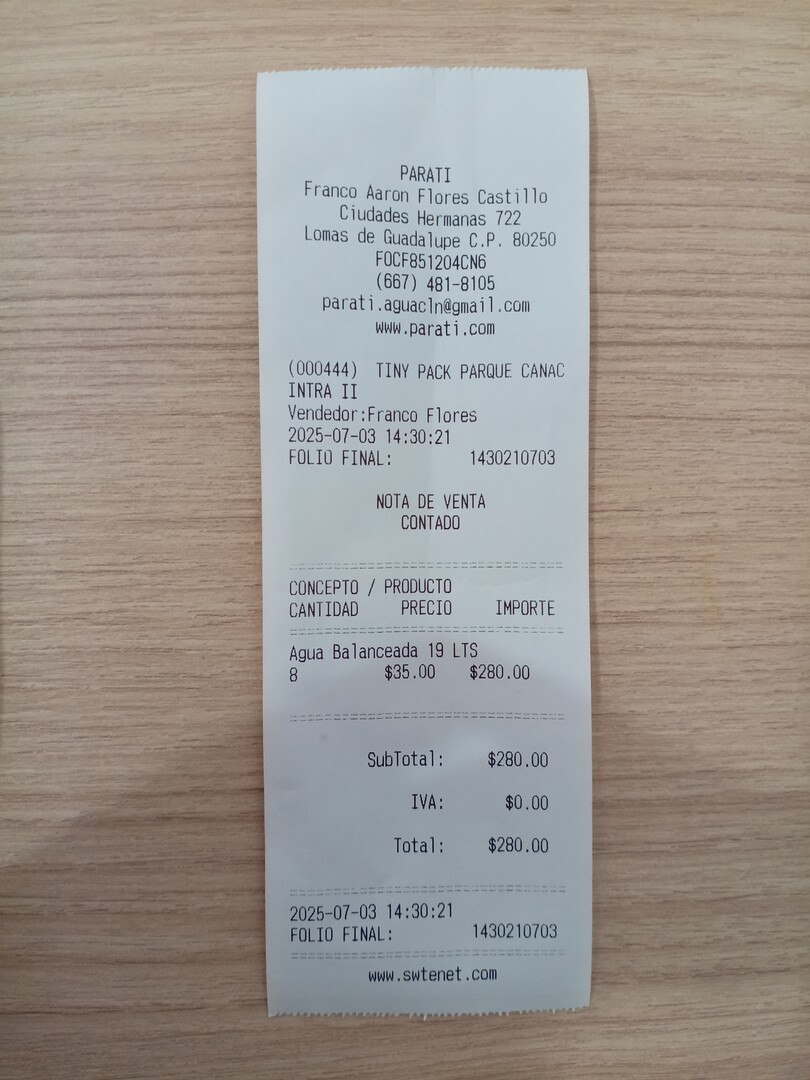 PARATI
Franco Aaron Flores Castillo
Ciudades Hermanas 722
Lomas de Guadalupe C.P. 80250
FOCF851204CN6
(667) 481-8105
parati.aguacln@gmail.com
www.parati.com
(000444) TINY PACK PARQUE CANAC
INTRA II
Vendedor:Franco Flores
2025-07-03 14:30:21
FOLIO FINAL: 1430210703
NOTA DE VENTA
CONTADO
CONCEPTO / PRODUCTO
CANTIDAD PRECIO IMPORTE
Agua Balanceada 19 LTS
8 $35.00 $280.00
SubTotal: $280.00
IVA: $0.00
Total: $280.00
2025-07-03 14:30:21
FOLIO FINAL: 1430210703
www.swtenet.com